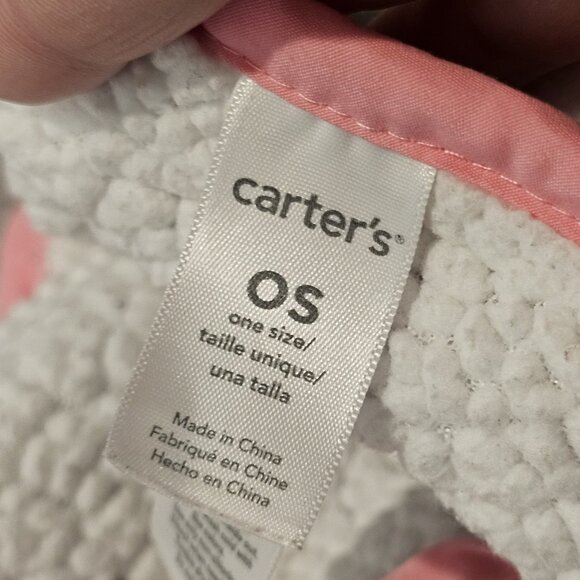 carter's®
OS
one size/
taille unique/
una talla
Made in China
Fabriqué en Chine
Hecho en China